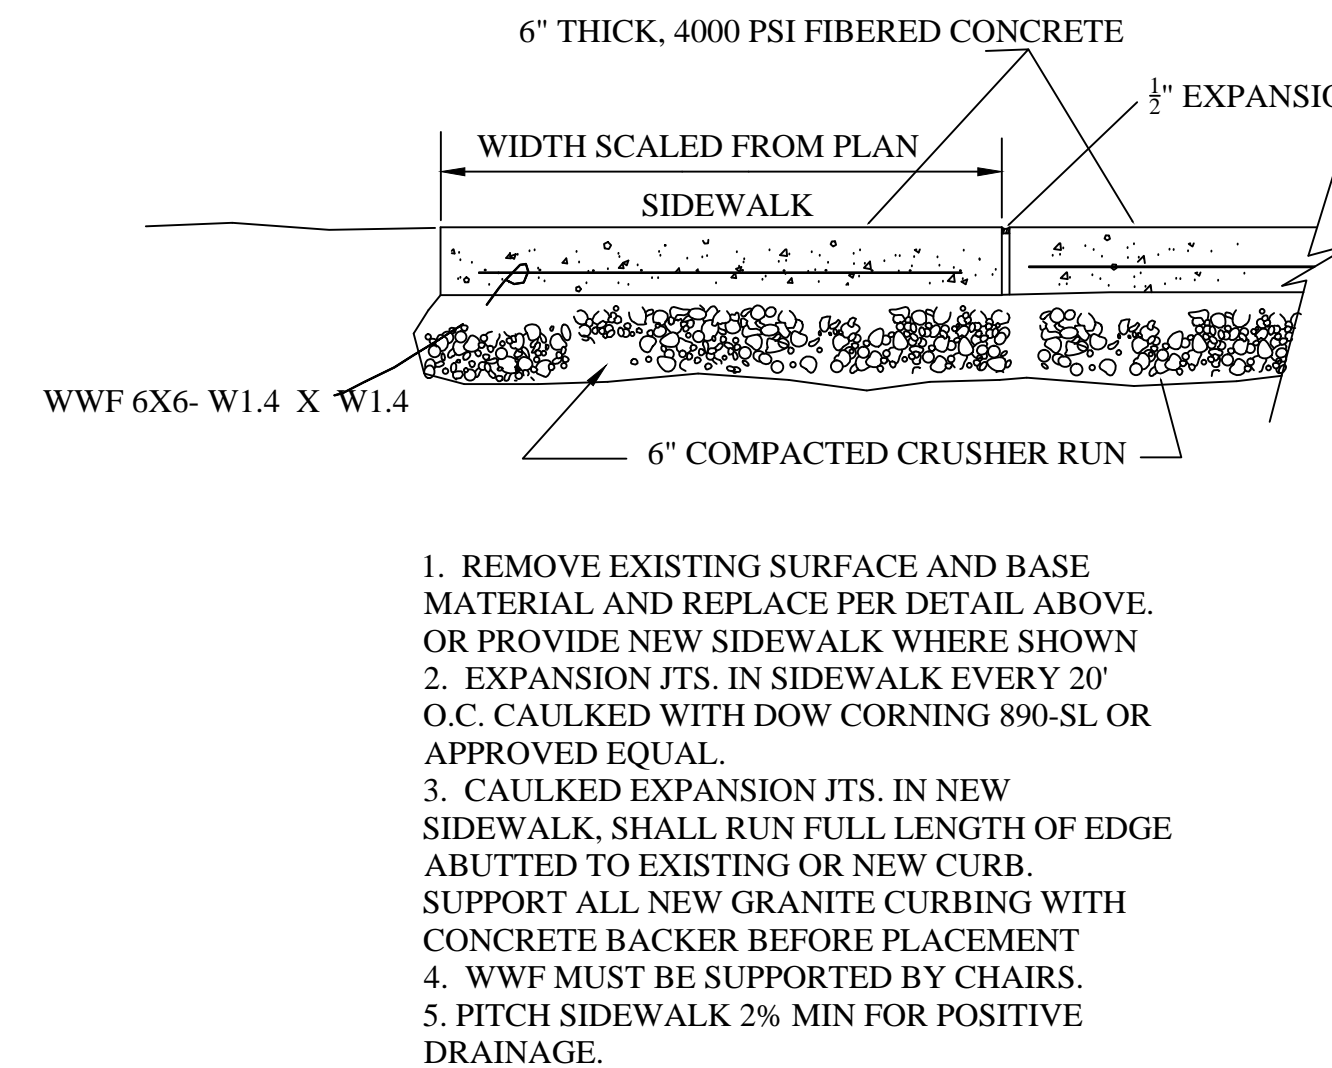 6" THICK, 4000 PSI FIBERED CONCRETE
½" EXPANSIO
WIDTH SCALED FROM PLAN
SIDEWALK
WWF 6X6- W1.4 X W1.4
6" COMPACTED CRUSHER RUN
1. REMOVE EXISTING SURFACE AND BASE
MATERIAL AND REPLACE PER DETAIL ABOVE.
OR PROVIDE NEW SIDEWALK WHERE SHOWN
2. EXPANSION JTS. IN SIDEWALK EVERY 20'
O.C. CAULKED WITH DOW CORNING 890-SL OR
APPROVED EQUAL.
3. CAULKED EXPANSION JTS. IN NEW
SIDEWALK, SHALL RUN FULL LENGTH OF EDGE
ABUTTED TO EXISTING OR NEW CURB.
SUPPORT ALL NEW GRANITE CURBING WITH
CONCRETE BACKER BEFORE PLACEMENT
4. WWF MUST BE SUPPORTED BY CHAIRS.
5. PITCH SIDEWALK 2% MIN FOR POSITIVE
DRAINAGE.